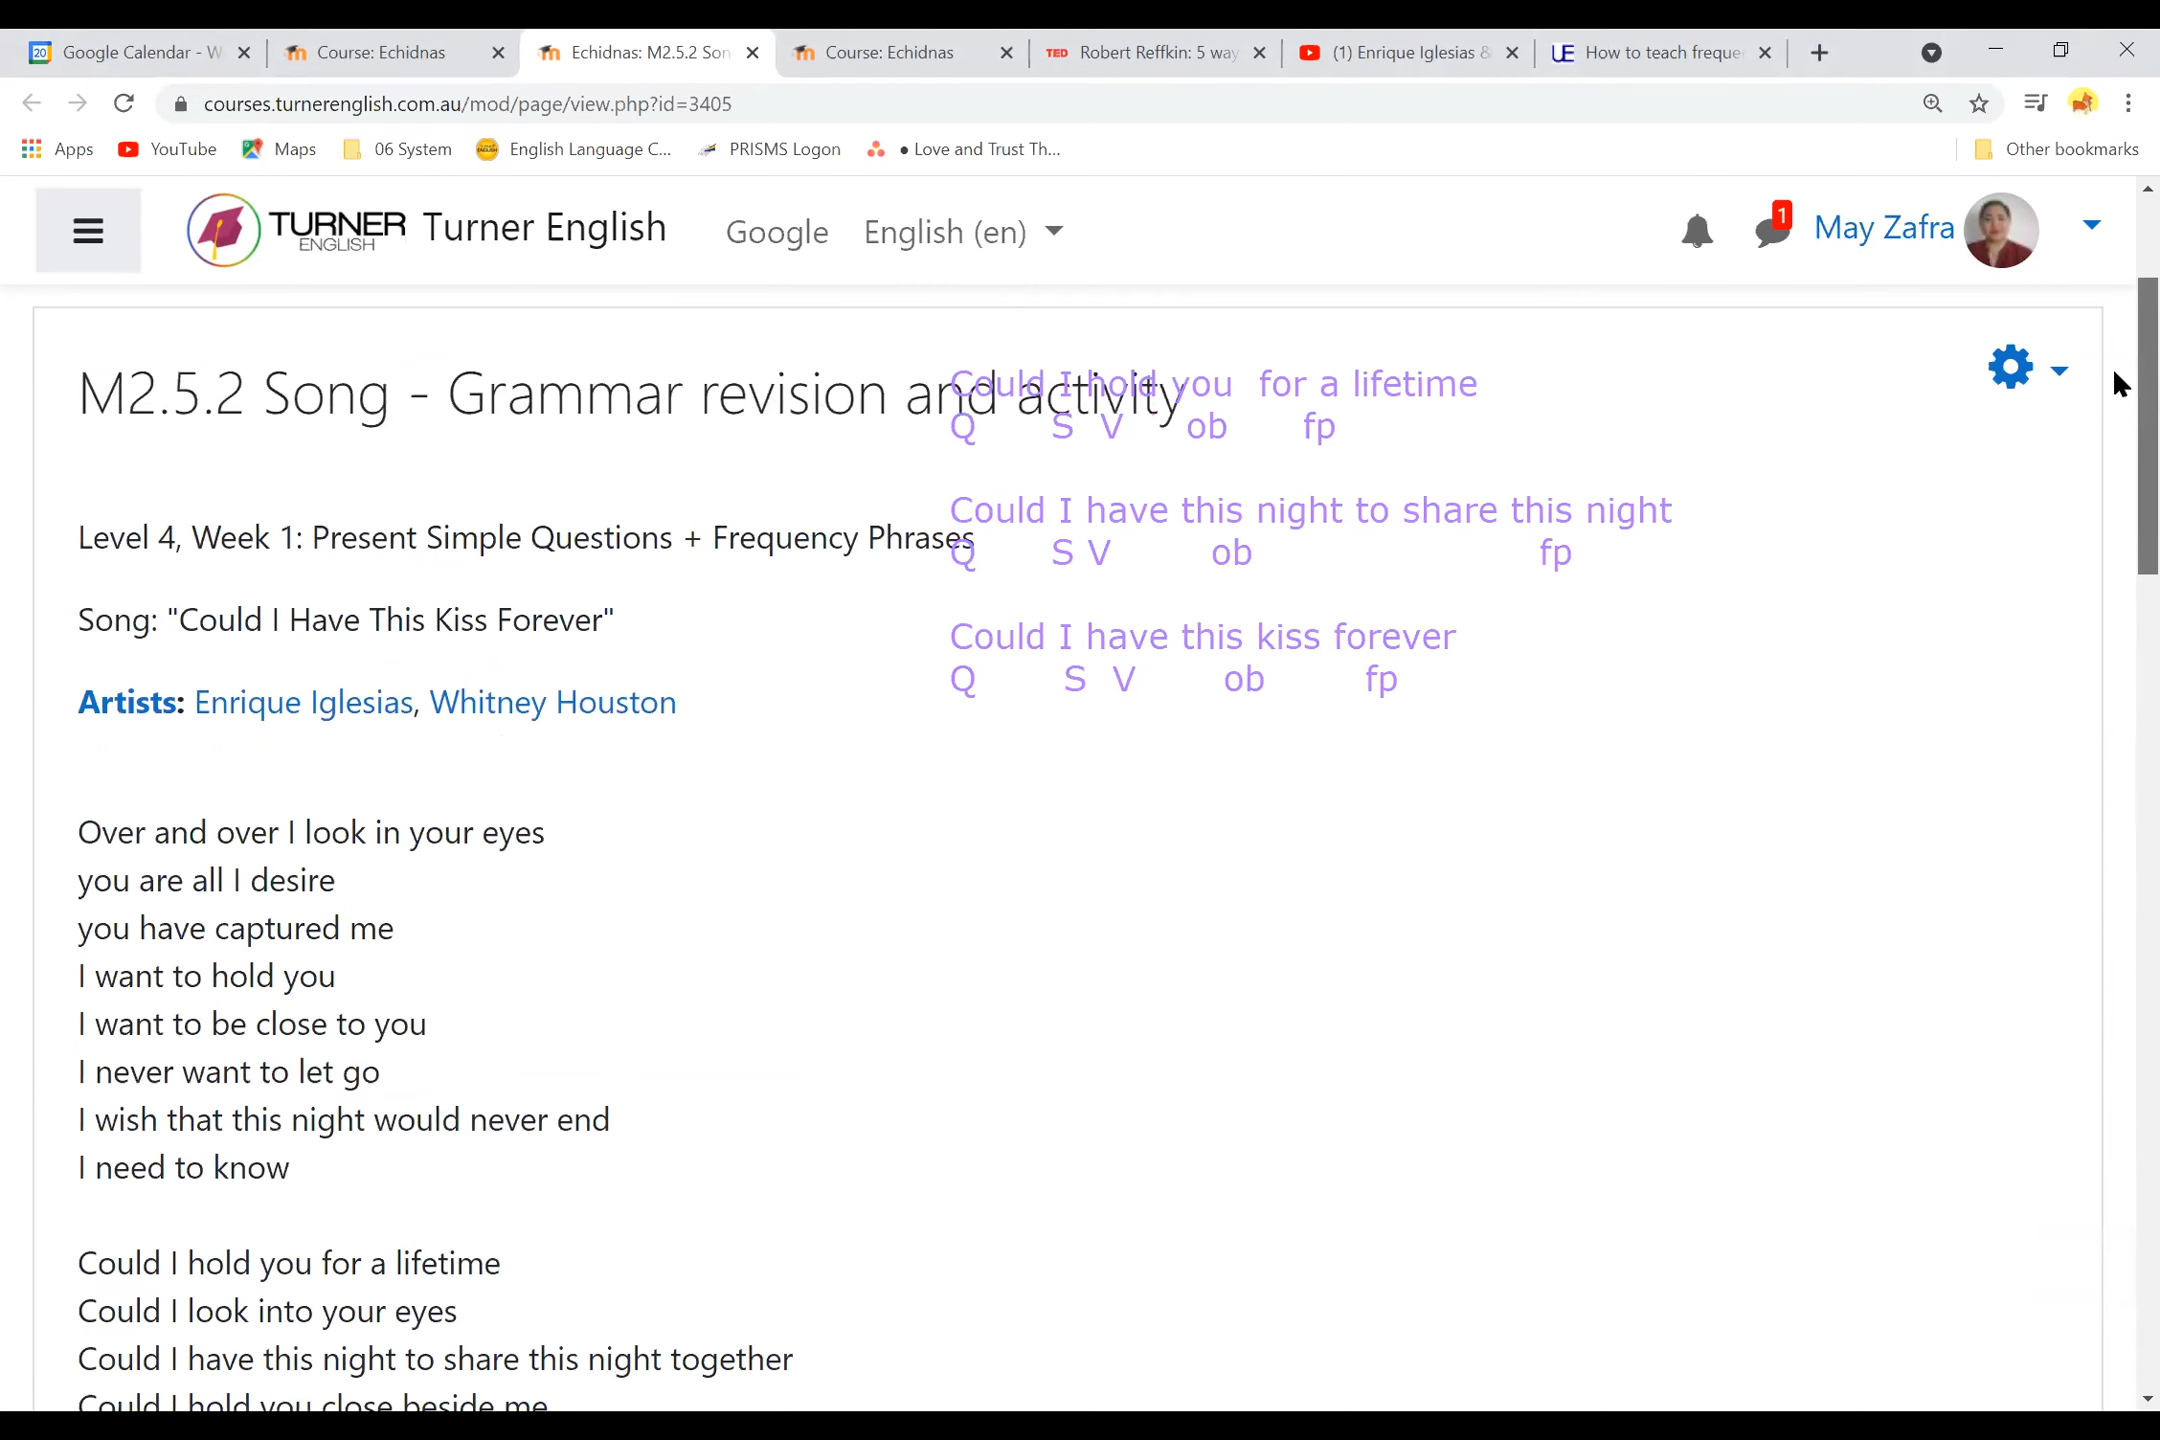 Google Calendar - W
Course: Echidnas
Echidnas: M2.5.2 Son
Course: Echidnas
TED Robert Reffkin: 5 way
(1) Enrique Iglesias &
UE How to teach freque
courses.turnerenglish.com.au/mod/page/view.php?id=3405
Apps
YouTube
Maps
06 System
English Language C...
PRISMS Logon
● Love and Trust Th...
Other bookmarks
TURNER
ENGLISH
Turner English
Google
English (en)
1
May Zafra
M2.5.2 Song - Grammar revision and activity
Could I hold you for a lifetime
Q S V ob fp
Could I have this night to share this night
Q S V ob fp
Could I have this kiss forever
Q S V ob fp
Level 4, Week 1: Present Simple Questions + Frequency Phrases
Song: "Could I Have This Kiss Forever"
Artists: Enrique Iglesias, Whitney Houston
Over and over I look in your eyes
you are all I desire
you have captured me
I want to hold you
I want to be close to you
I never want to let go
I wish that this night would never end
I need to know
Could I hold you for a lifetime
Could I look into your eyes
Could I have this night to share this night together
Could I hold you close beside me